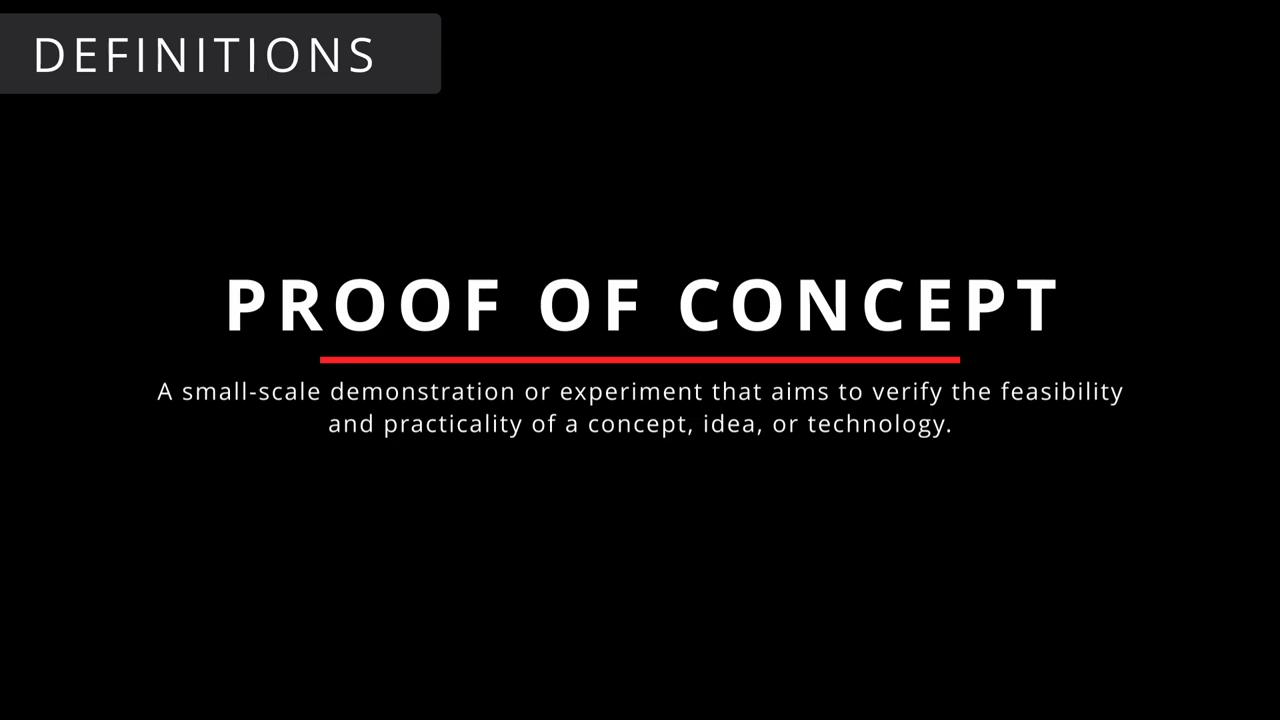 DEFINITIONS
PROOF OF CONCEPT
A small-scale demonstration or experiment that aims to verify the feasibility
and practicality of a concept, idea, or technology.